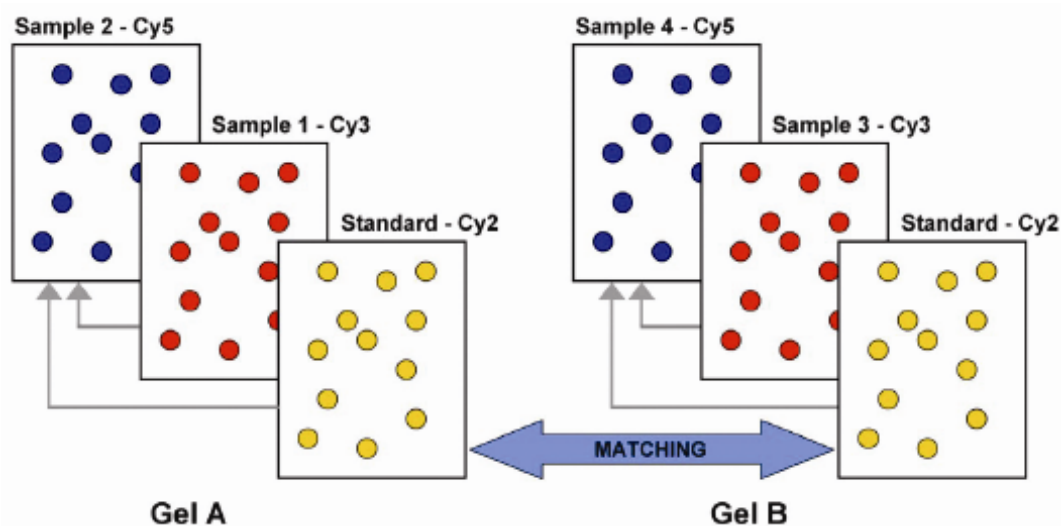 Sample 2 - Cy5
Sample 4 - Cy5
Sample 1 - Cy3
Sample 3 - Cy3
Standard - Cy2
Standard - Cy2
MATCHING
Gel A
Gel B